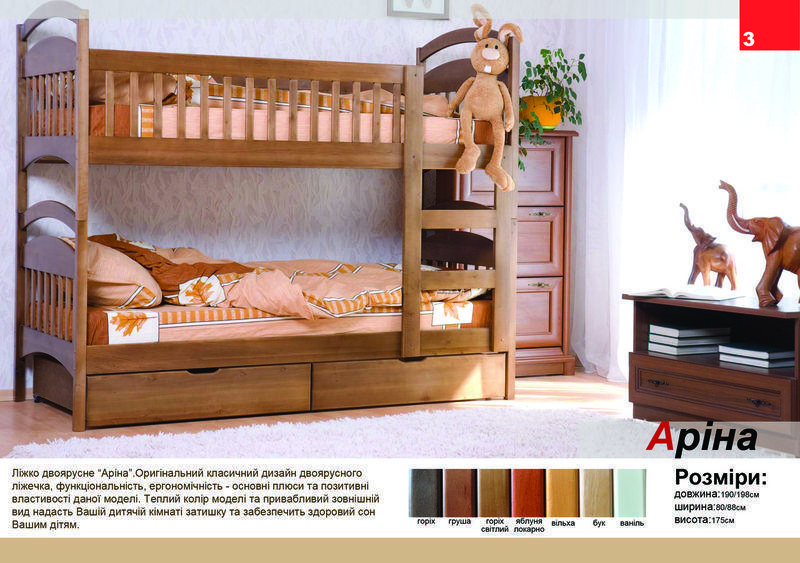 3
Аріна
Ліжко двоярусне “Аріна”.Оригінальний класичний дизайн двоярусного
ліжечка, функціональність, ергономічність - основні плюси та позитивні
властивості даної моделі. Теплий колір моделі та привабливий зовнішній
вид надасть Вашій дитячій кімнаті затишку та забезпечить здоровий сон
Вашим дітям.
горіх груша горіх світлий яблуня локарно вільха бук ваніль
Розміри:
довжина:190/198см
ширина:80/88см
висота:175см